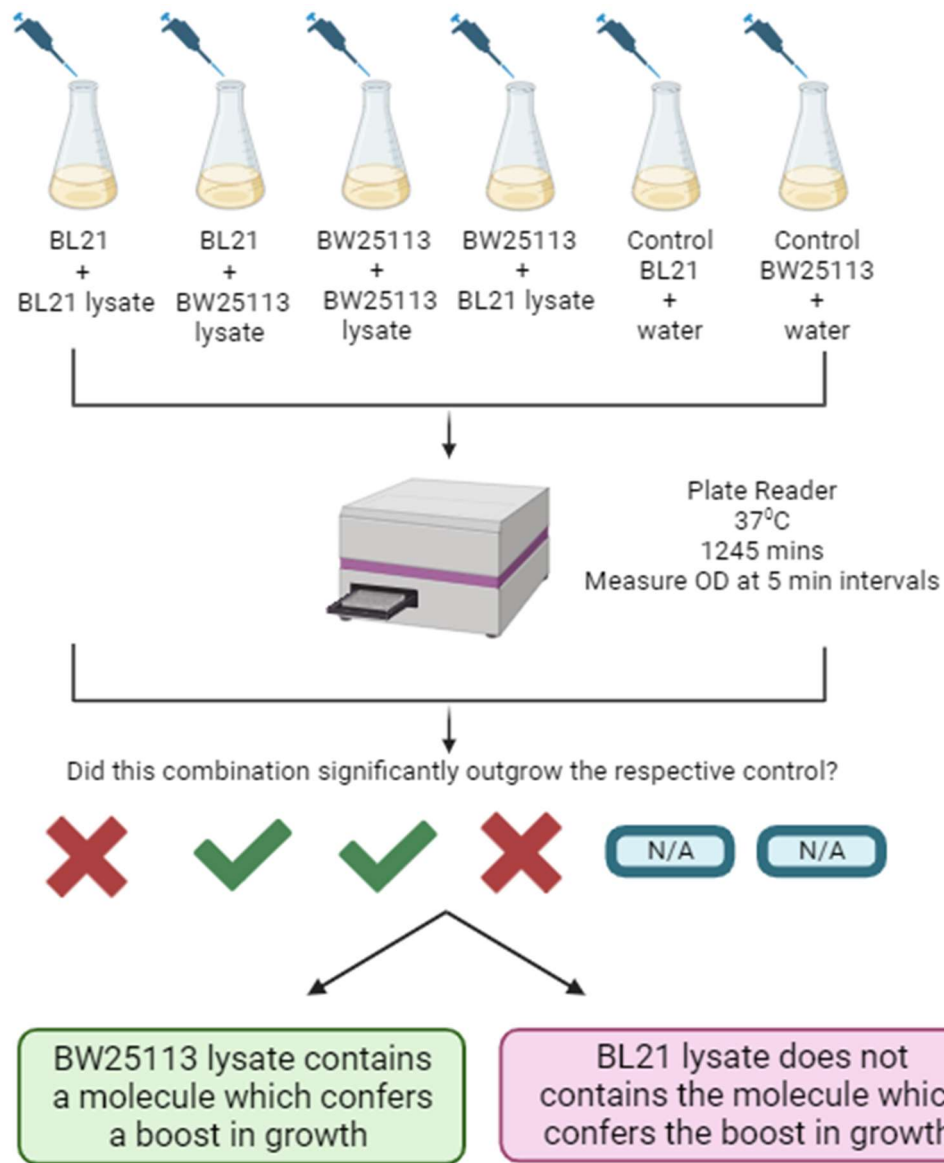 BL21
+
BL21 lysate
BL21
+
BW25113
lysate
BW25113
+
BW25113
lysate
BW25113
+
BL21 lysate
Control
BL21
+
water
Control
BW25113
+
water
Plate Reader
37⁰C
1245 mins
Measure OD at 5 min intervals
Did this combination significantly outgrow the respective control?
N/A
N/A
BW25113 lysate contains
a molecule which confers
a boost in growth
BL21 lysate does not
contains the molecule which
confers the boost in growth